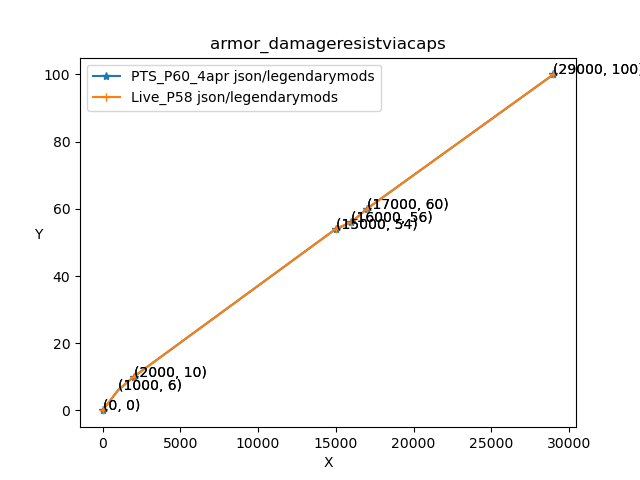 armor_damageresistviacaps
PTS_P60_4apr json/legendarymods
Live_P58 json/legendarymods
(29000, 100)
(17000, 60)
(16000, 56)
(15000, 54)
(2000, 10)
(1000, 6)
(0, 0)
100
80
60
40
20
0
Y
0 5000 10000 15000 20000 25000 30000
X